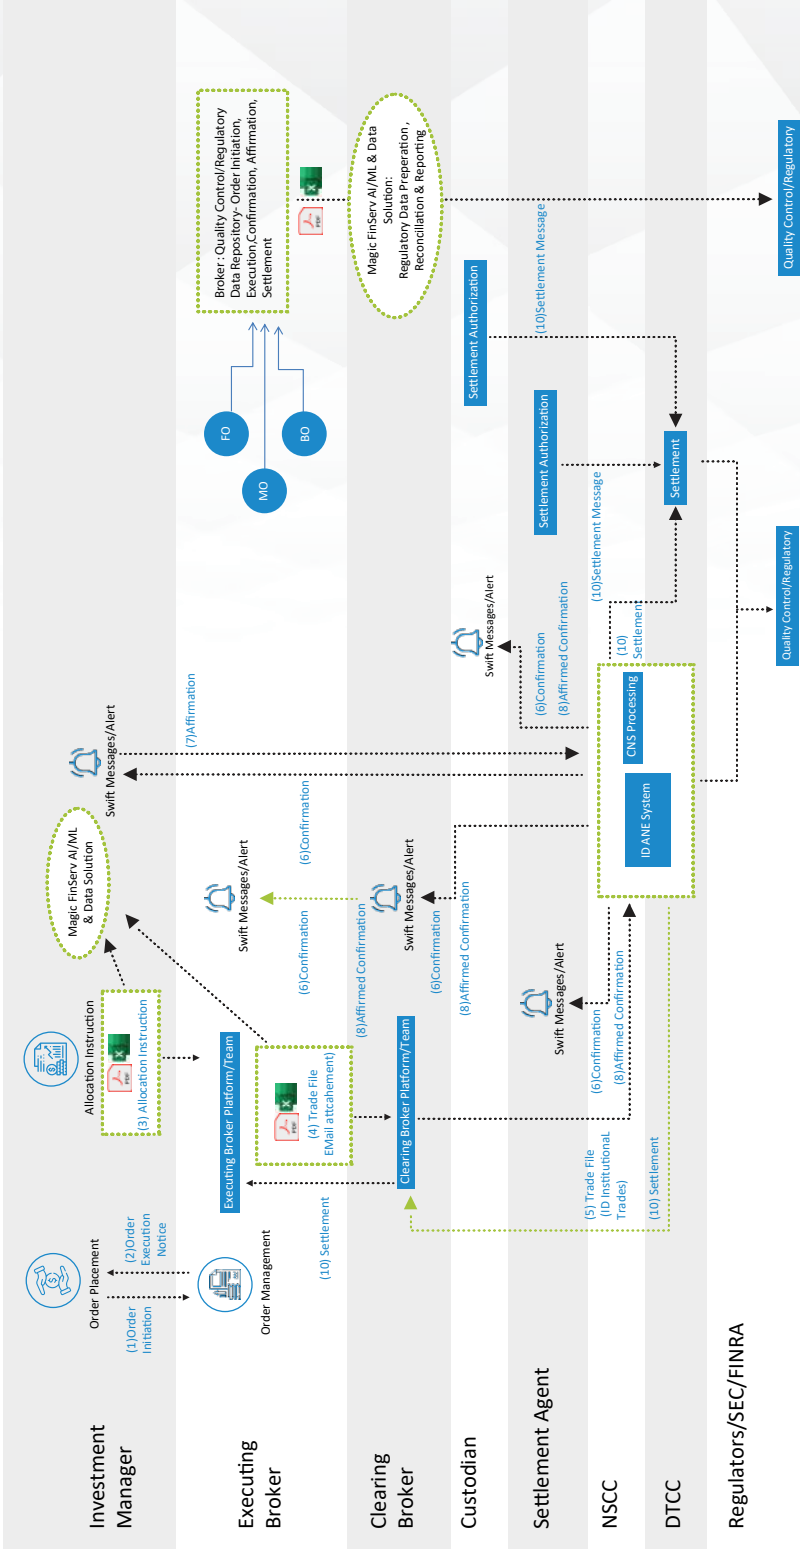 Investment
Manager
Order Placement
(1)Order
Initiation
(2)Order
Execution
Notice
Allocation Instruction
PDF
(3) Allocation Instruction
Magic FinServ AI/ML
& Data Solution
Swift Messages/Alert
(7)Affirmation
Executing
Broker
Order Management
Executing Broker Platform/Team
PDF
(4) Trade File
EMail attcahement)
(10) Settlement
Swift Messages/Alert
(6)Confirmation
(6)Confirmation
FO
MO
BO
Broker : Quality Control/Regulatory
Data Repository- Order Initiation,
Execution,Confirmation, Affirmation,
Settlement
PDF
Clearing
Broker
Clearing Broker Platform/Team
(8)Affirmed Confirmation
Swift Messages/Alert
(6)Confirmation
Magic FinServ AI/ML & Data
Solution:
Regulatory Data Preperation ,
Reconciliation & Reporting
Custodian
(8)Affirmed Confirmation
Swift Messages/Alert
Settlement Authorization
Settlement Agent
Swift Messages/Alert
(6)Confirmation
(8)Affirmed Confirmation
Settlement Authorization
(10)Settlement Message
NSCC
(5) Trade File
(ID Institutional
Trades)
(6)Confirmation
(8)Affirmed Confirmation
CNS Processing
(10)
Settlement
(10)Settlement Message
DTCC
(10) Settlement
ID ANE System
Settlement
Regulators/SEC/FINRA
Quality Control/Regulatory
Quality Control/Regulatory